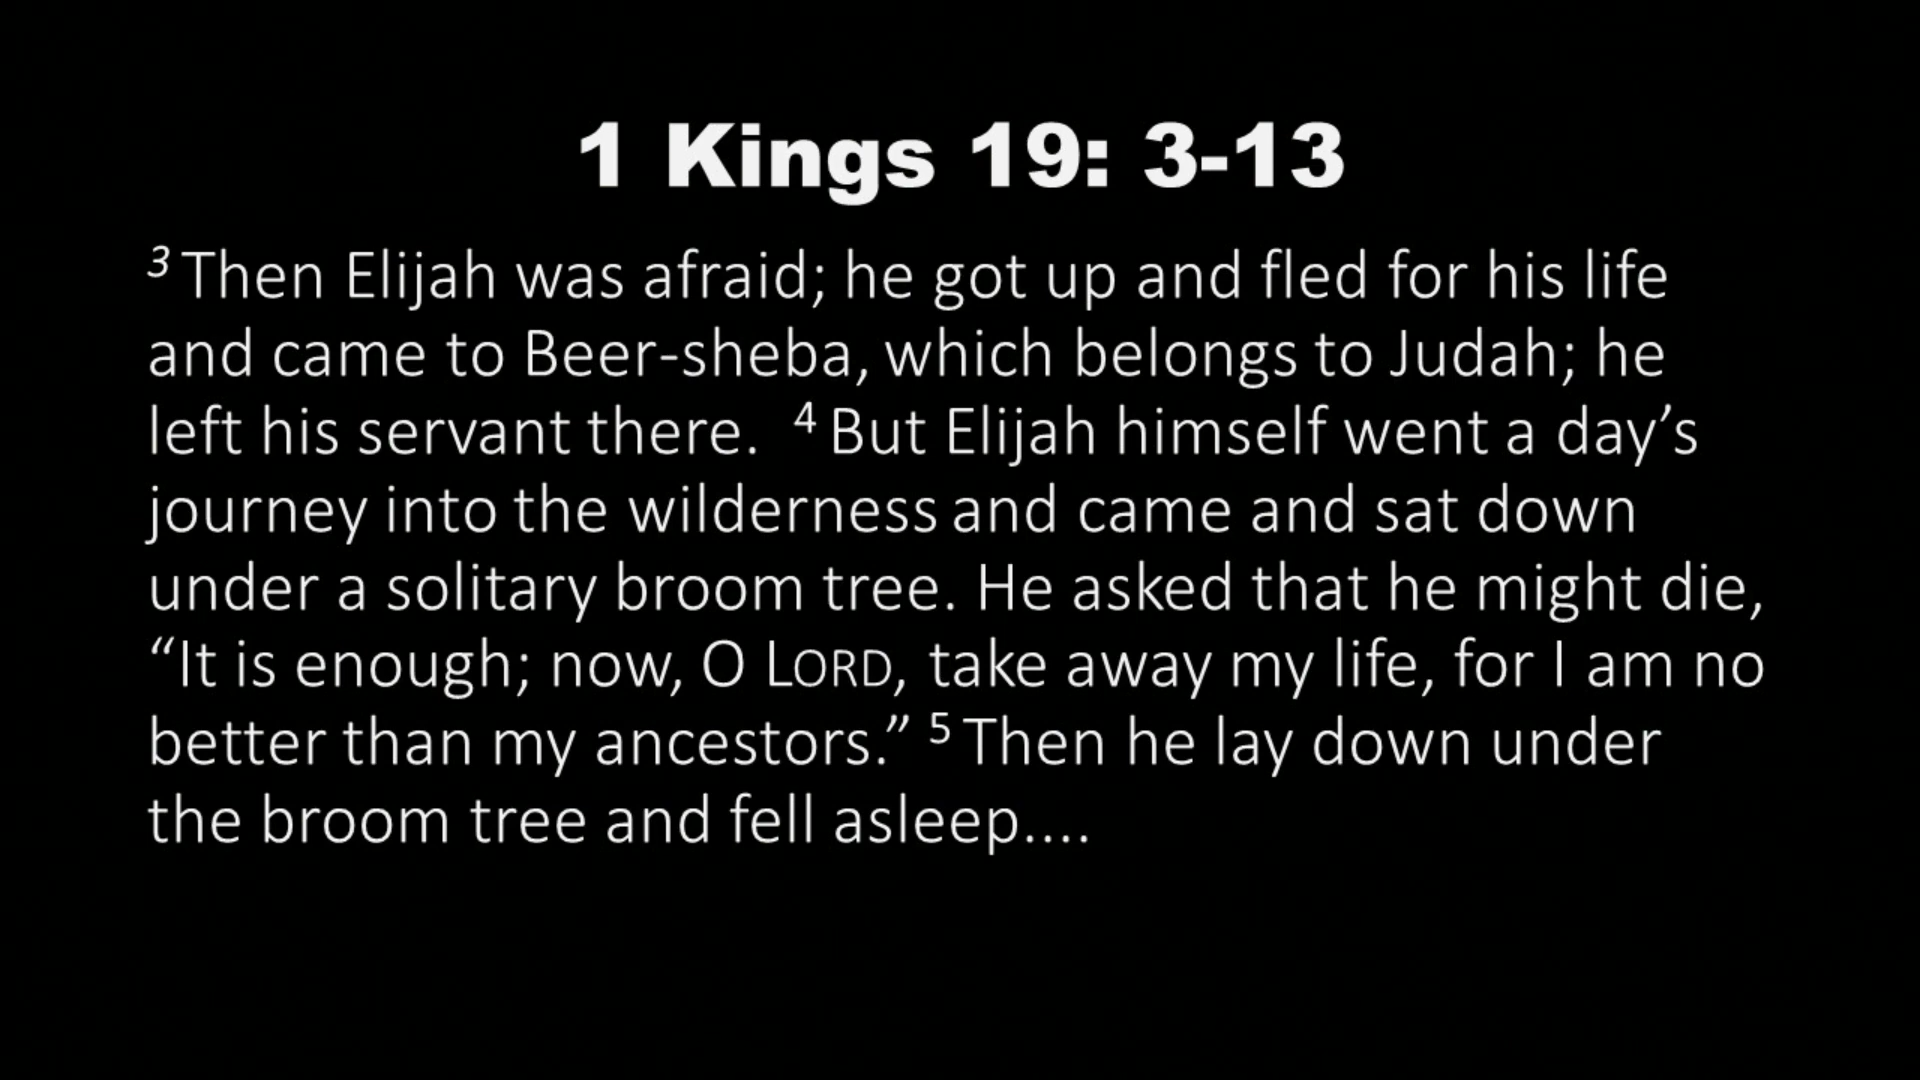 1 Kings 19: 3-13
³ Then Elijah was afraid; he got up and fled for his life
and came to Beer-sheba, which belongs to Judah; he
left his servant there.  ⁴ But Elijah himself went a day’s
journey into the wilderness and came and sat down
under a solitary broom tree. He asked that he might die,
“It is enough; now, O LORD, take away my life, for I am no
better than my ancestors.” ⁵ Then he lay down under
the broom tree and fell asleep....